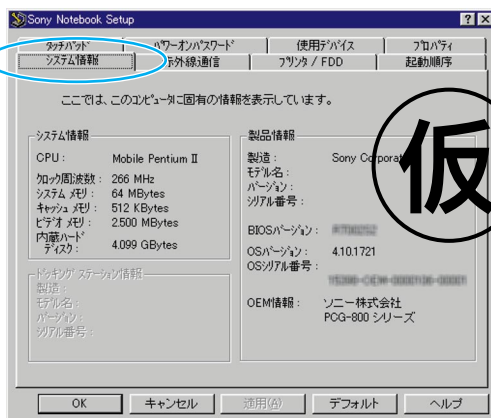 Sony Notebook Setup
ﾀｯﾁﾊﾟｯﾄﾞ ﾊﾟﾜｰｵﾝﾊﾟｽﾜｰﾄﾞ 使用ﾃﾞﾊﾞｲｽ ﾌﾟﾛﾊﾟﾃｨ
ｼｽﾃﾑ情報 赤外線通信 ﾌﾟﾘﾝﾀ / FDD 起動順序
ここでは、このｺﾝﾋﾟｭｰﾀに固有の情報を表示しています。
ｼｽﾃﾑ情報
CPU： Mobile Pentium II
ｸﾛｯｸ周波数： 266 MHz
ｼｽﾃﾑ ﾒﾓﾘ： 64 MBytes
ｷｬｯｼｭ ﾒﾓﾘ： 512 KBytes
ﾋﾞﾃﾞｵ ﾒﾓﾘ： 2.500 MBytes
内蔵ﾊｰﾄﾞ
ﾃﾞｨｽｸ： 4.099 GBytes
ﾄﾞｯｷﾝｸﾞ ｽﾃｰｼｮﾝ情報
製造：
ﾓﾃﾞﾙ名：
ﾊﾞｰｼﾞｮﾝ：
ｼﾘｱﾙ番号：
製品情報
製造： Sony Corporat
ﾓﾃﾞﾙ名：
ﾊﾞｰｼﾞｮﾝ：
ｼﾘｱﾙ番号：
BIOSﾊﾞｰｼﾞｮﾝ：
OSﾊﾞｰｼﾞｮﾝ： 4.10.1721
OSｼﾘｱﾙ番号：
OEM情報： ソニー株式会社
PCG-800 シリーズ
仮
OK キャンセル 適用(A) デフォルト ヘルプ